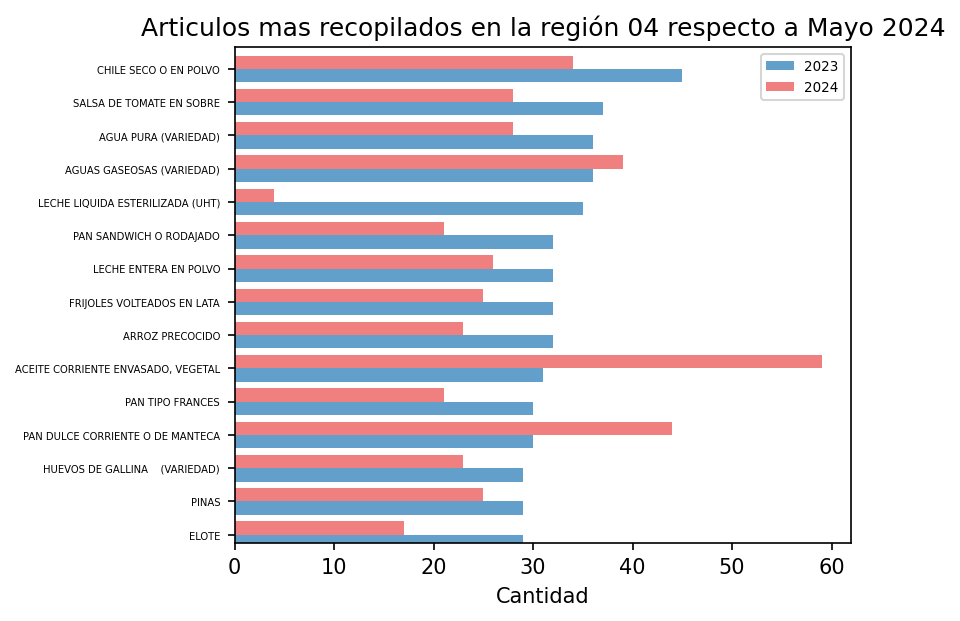 Articulos mas recopilados en la región 04 respecto a Mayo 2024
2023
2024
CHILE SECO O EN POLVO
SALSA DE TOMATE EN SOBRE
AGUA PURA (VARIEDAD)
AGUAS GASEOSAS (VARIEDAD)
LECHE LIQUIDA ESTERILIZADA (UHT)
PAN SANDWICH O RODAJADO
LECHE ENTERA EN POLVO
FRIJOLES VOLTEADOS EN LATA
ARROZ PRECOCIDO
ACEITE CORRIENTE ENVASADO, VEGETAL
PAN TIPO FRANCES
PAN DULCE CORRIENTE O DE MANTECA
HUEVOS DE GALLINA    (VARIEDAD)
PINAS
ELOTE
0 10 20 30 40 50 60
Cantidad